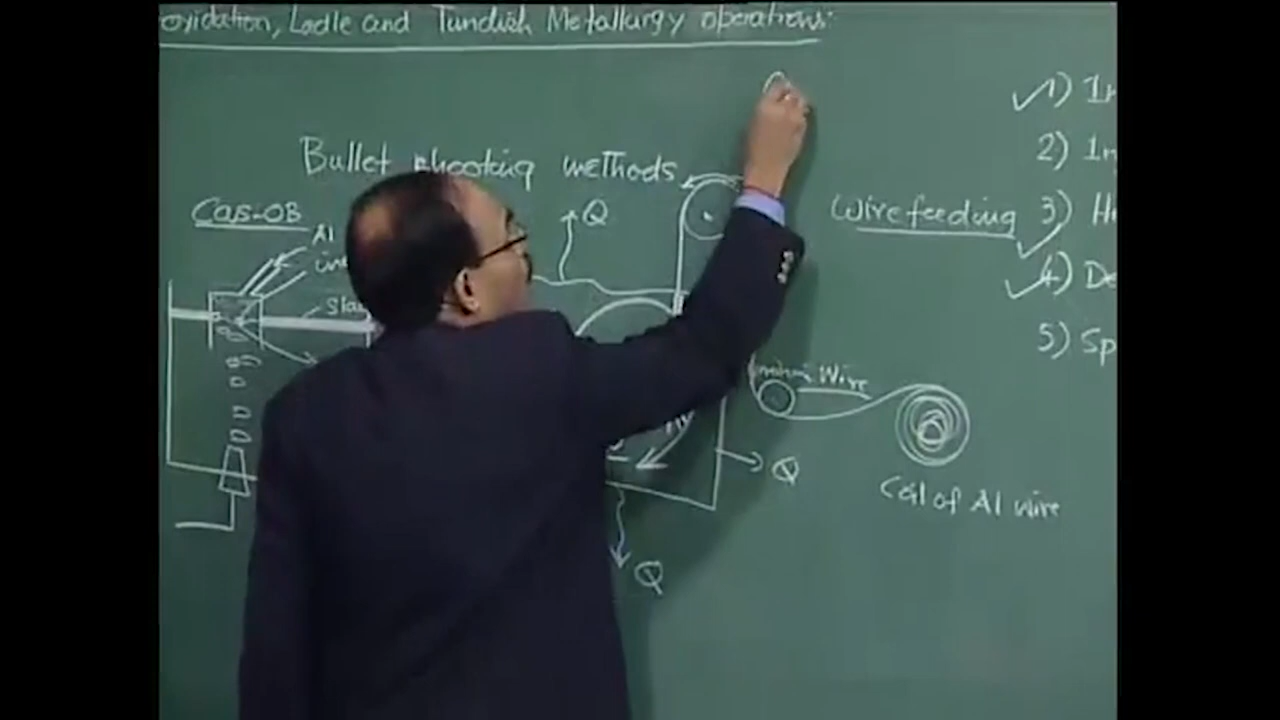 oxidation, Ladle and Tundish Metallurgy operations:
Bullet shooting methods
Cas-OB
Al
Q
Slag
Wire feeding
1) In
2) In
3) H
4) De
5) Sp
Wire
Q
Coil of Al wire
Q